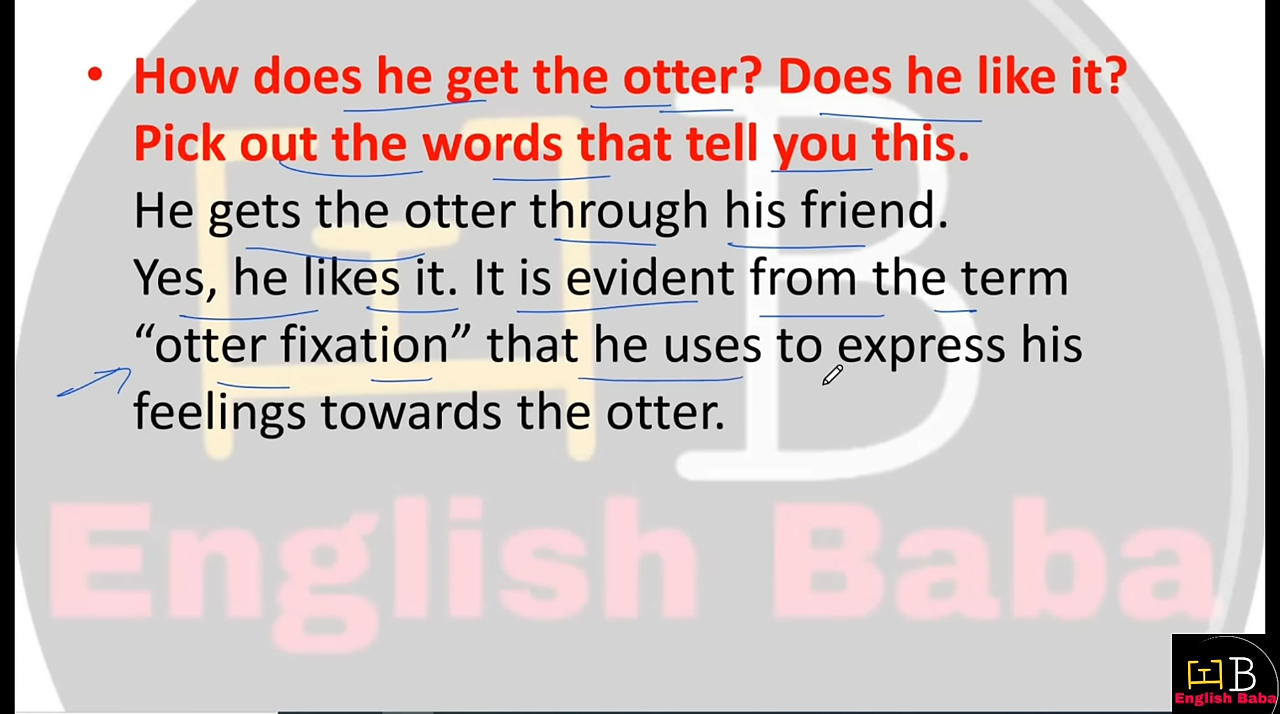 • How does he get the otter? Does he like it?
Pick out the words that tell you this.
He gets the otter through his friend.
Yes, he likes it. It is evident from the term
“otter fixation” that he uses to express his
feelings towards the otter.
English Baba
B
English Baba